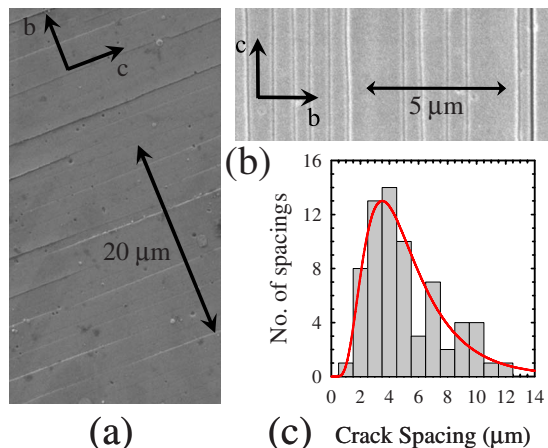 b
c
20 μm
(a)
c
b
5 μm
(b)
16
12
8
4
0
No. of spacings
0 2 4 6 8 10 12 14
Crack Spacing (μm)
(c)